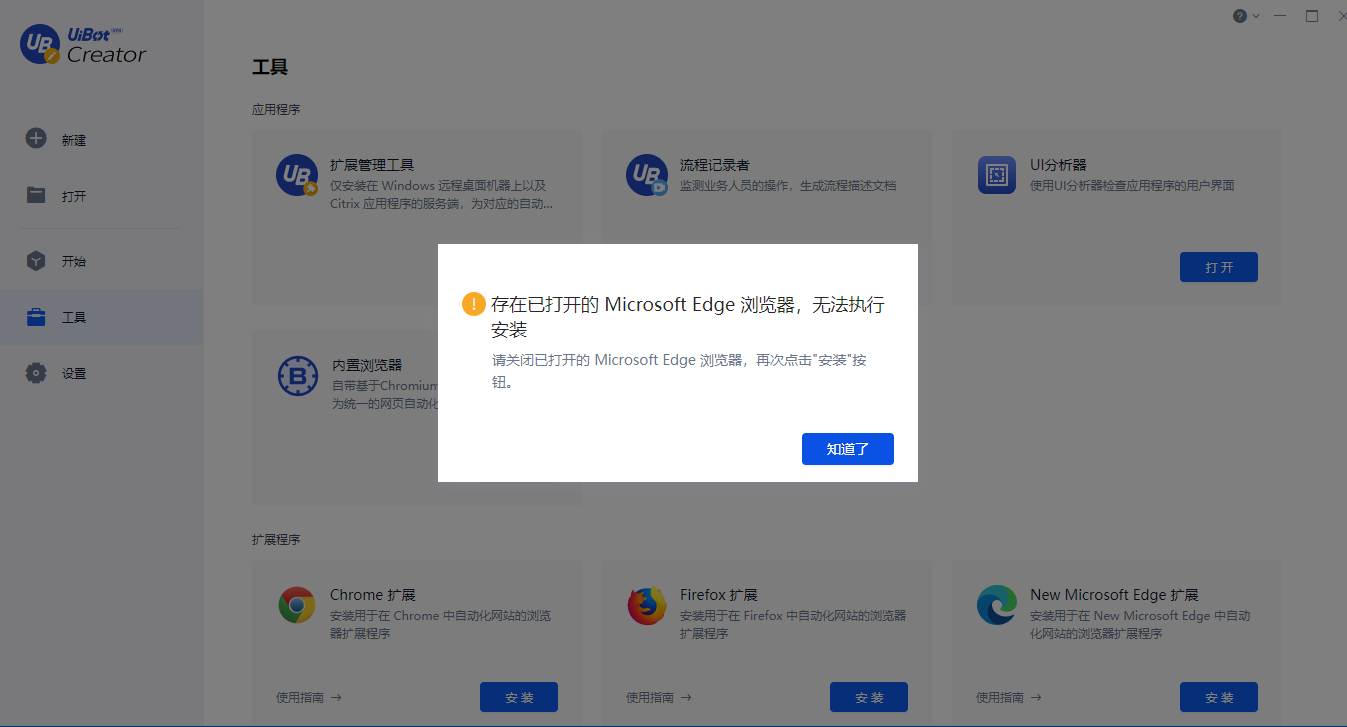 UiBot
Creator
新建
打开
开始
工具
设置
工具
应用程序
扩展管理工具
仅安装在 Windows 远程桌面机器上以及
Citrix 应用程序的服务端，为对应的自动...
流程记录者
监测业务人员的操作，生成流程描述文档
UI分析器
使用UI分析器检查应用程序的用户界面
打开
存在已打开的 Microsoft Edge 浏览器，无法执行
安装
请关闭已打开的 Microsoft Edge 浏览器，再次点击"安装"按
钮。
知道了
内置浏览器
自带基于Chromium
为统一的网页自动化
扩展程序
Chrome 扩展
安装用于在 Chrome 中自动化网站的浏览
器扩展程序
使用指南 →
安装
Firefox 扩展
安装用于在 Firefox 中自动化网站的浏览器
扩展程序
使用指南 →
安装
New Microsoft Edge 扩展
安装用于在 New Microsoft Edge 中自动
化网站的浏览器扩展程序
使用指南 →
安装